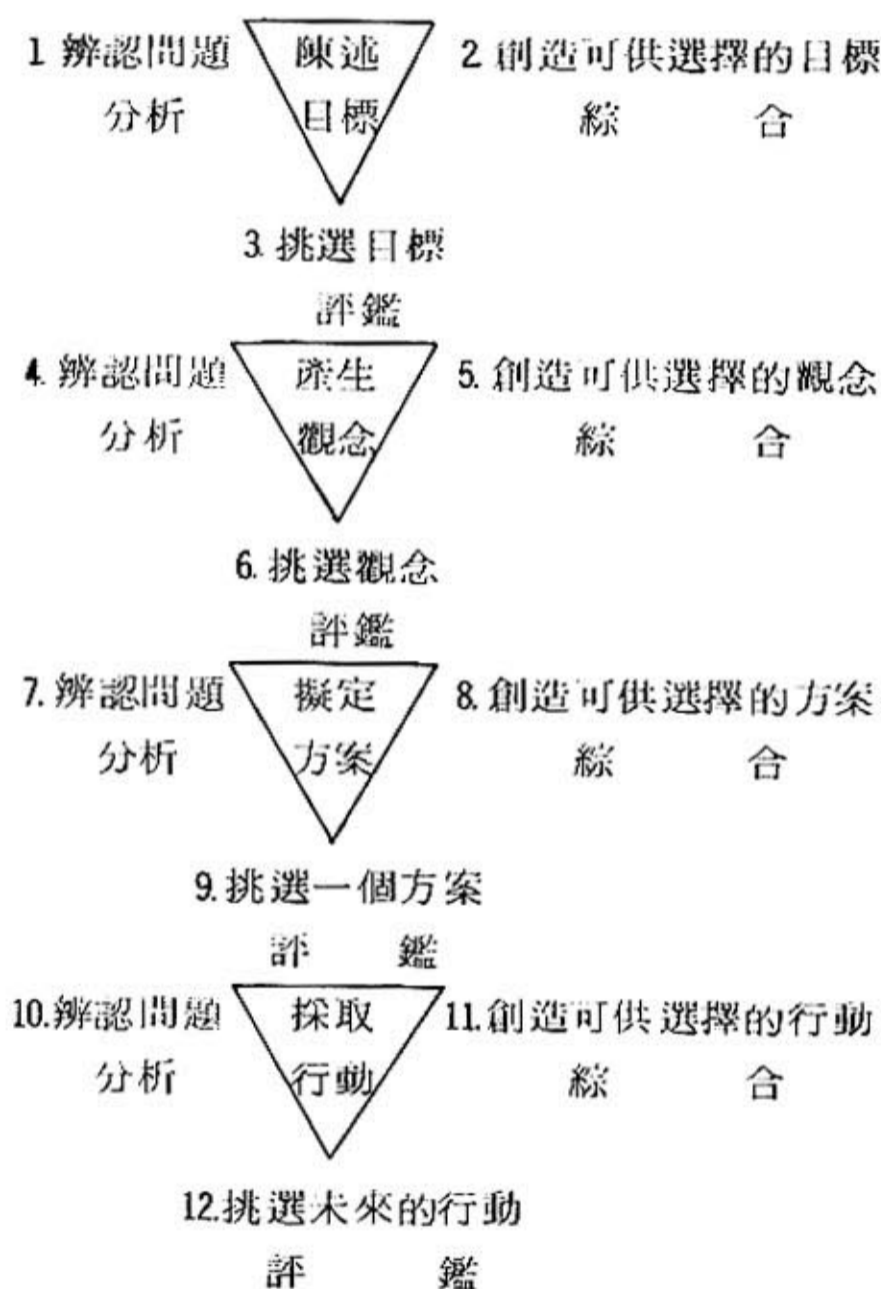 1 辨認問題 陳述 2 創造可供選擇的目標
分析 目標 綜 合
3. 挑選目標
評鑑
4. 辨認問題 產生 5. 創造可供選擇的觀念
分析 觀念 綜 合
6. 挑選觀念
評鑑
7. 辨認問題 擬定 8. 創造可供選擇的方案
分析 方案 綜 合
9. 挑選一個方案
評 鑑
10. 辨認問題 採取 11. 創造可供選擇的行動
分析 行動 綜 合
12. 挑選未來的行動
評 鑑